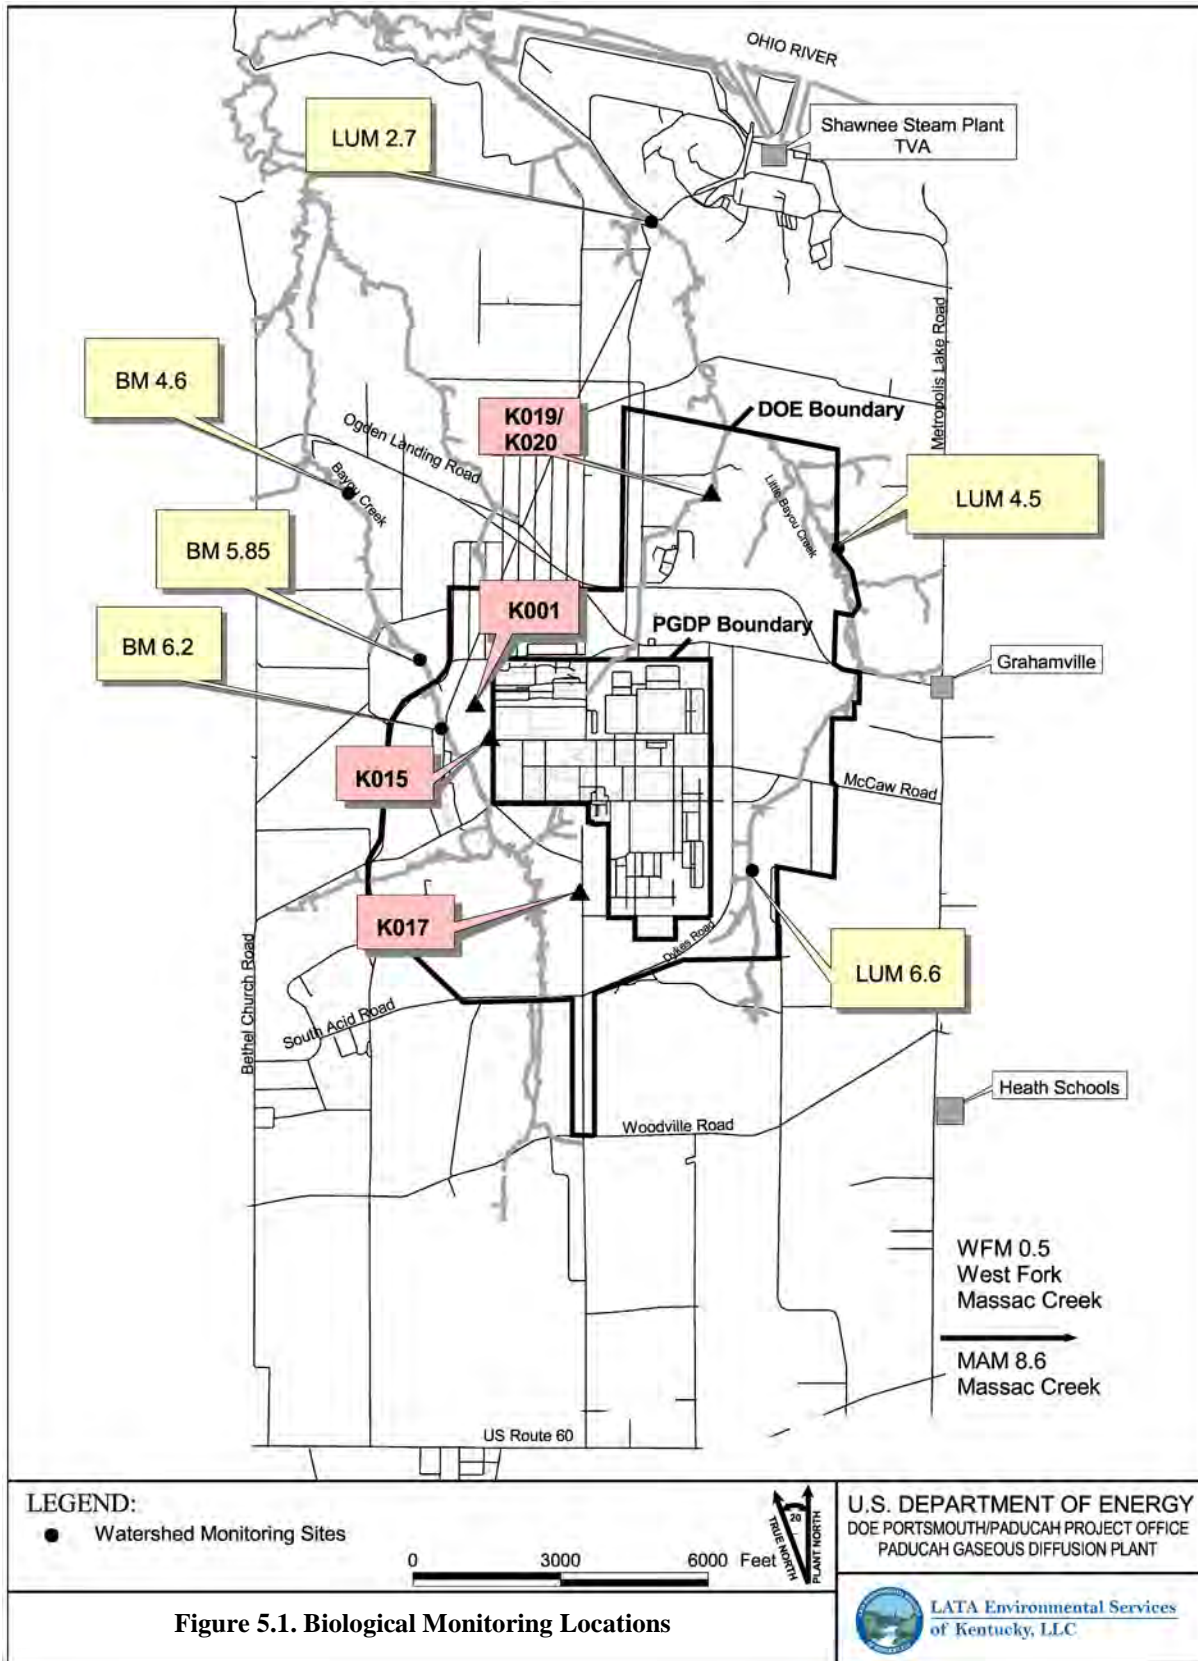 OHIO RIVER
Shawnee Steam Plant
TVA
LUM 2.7
Metropolis Lake Road
BM 4.6
K019/
K020
DOE Boundary
Ogden Landing Road
Bayou Creek
Little Bayou Creek
LUM 4.5
BM 5.85
K001
PGDP Boundary
BM 6.2
Grahamville
K015
McCaw Road
K017
Dykes Road
LUM 6.6
Bethel Church Road
South Acid Road
Heath Schools
Woodville Road
WFM 0.5
West Fork
Massac Creek
MAM 8.6
Massac Creek
US Route 60
LEGEND:
Watershed Monitoring Sites
0 3000 6000 Feet
20
TRUE NORTH
PLANT NORTH
U.S. DEPARTMENT OF ENERGY
DOE PORTSMOUTH/PADUCAH PROJECT OFFICE
PADUCAH GASEOUS DIFFUSION PLANT
Figure 5.1. Biological Monitoring Locations
LATA Environmental Services
of Kentucky, LLC